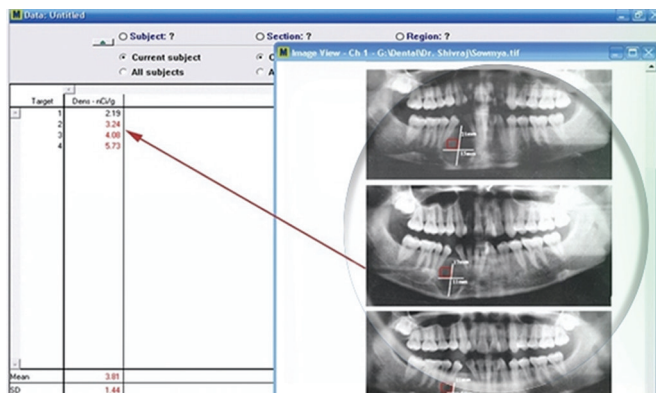 Data: Untitled
Subject: ?
Section: ?
Region: ?
Current subject
All subjects
Image View - Ch 1 - G:\Dental\Dr. Shivraj\Sowmya.tif
Target Dens - nCi/g
1 2.19
2 3.24
3 4.08
4 5.73
Mean 3.81
SD 1.44